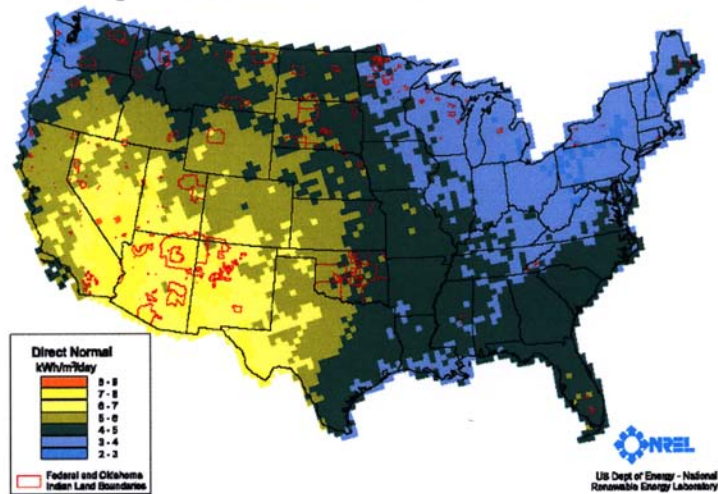 Direct Normal
kWh/m²/day
8 - 9
7 - 8
6 - 7
5 - 6
4 - 5
3 - 4
2 - 3
Federal and Oklahoma
Indian Land Boundaries
NREL
US Dept of Energy - National
Renewable Energy Laboratory